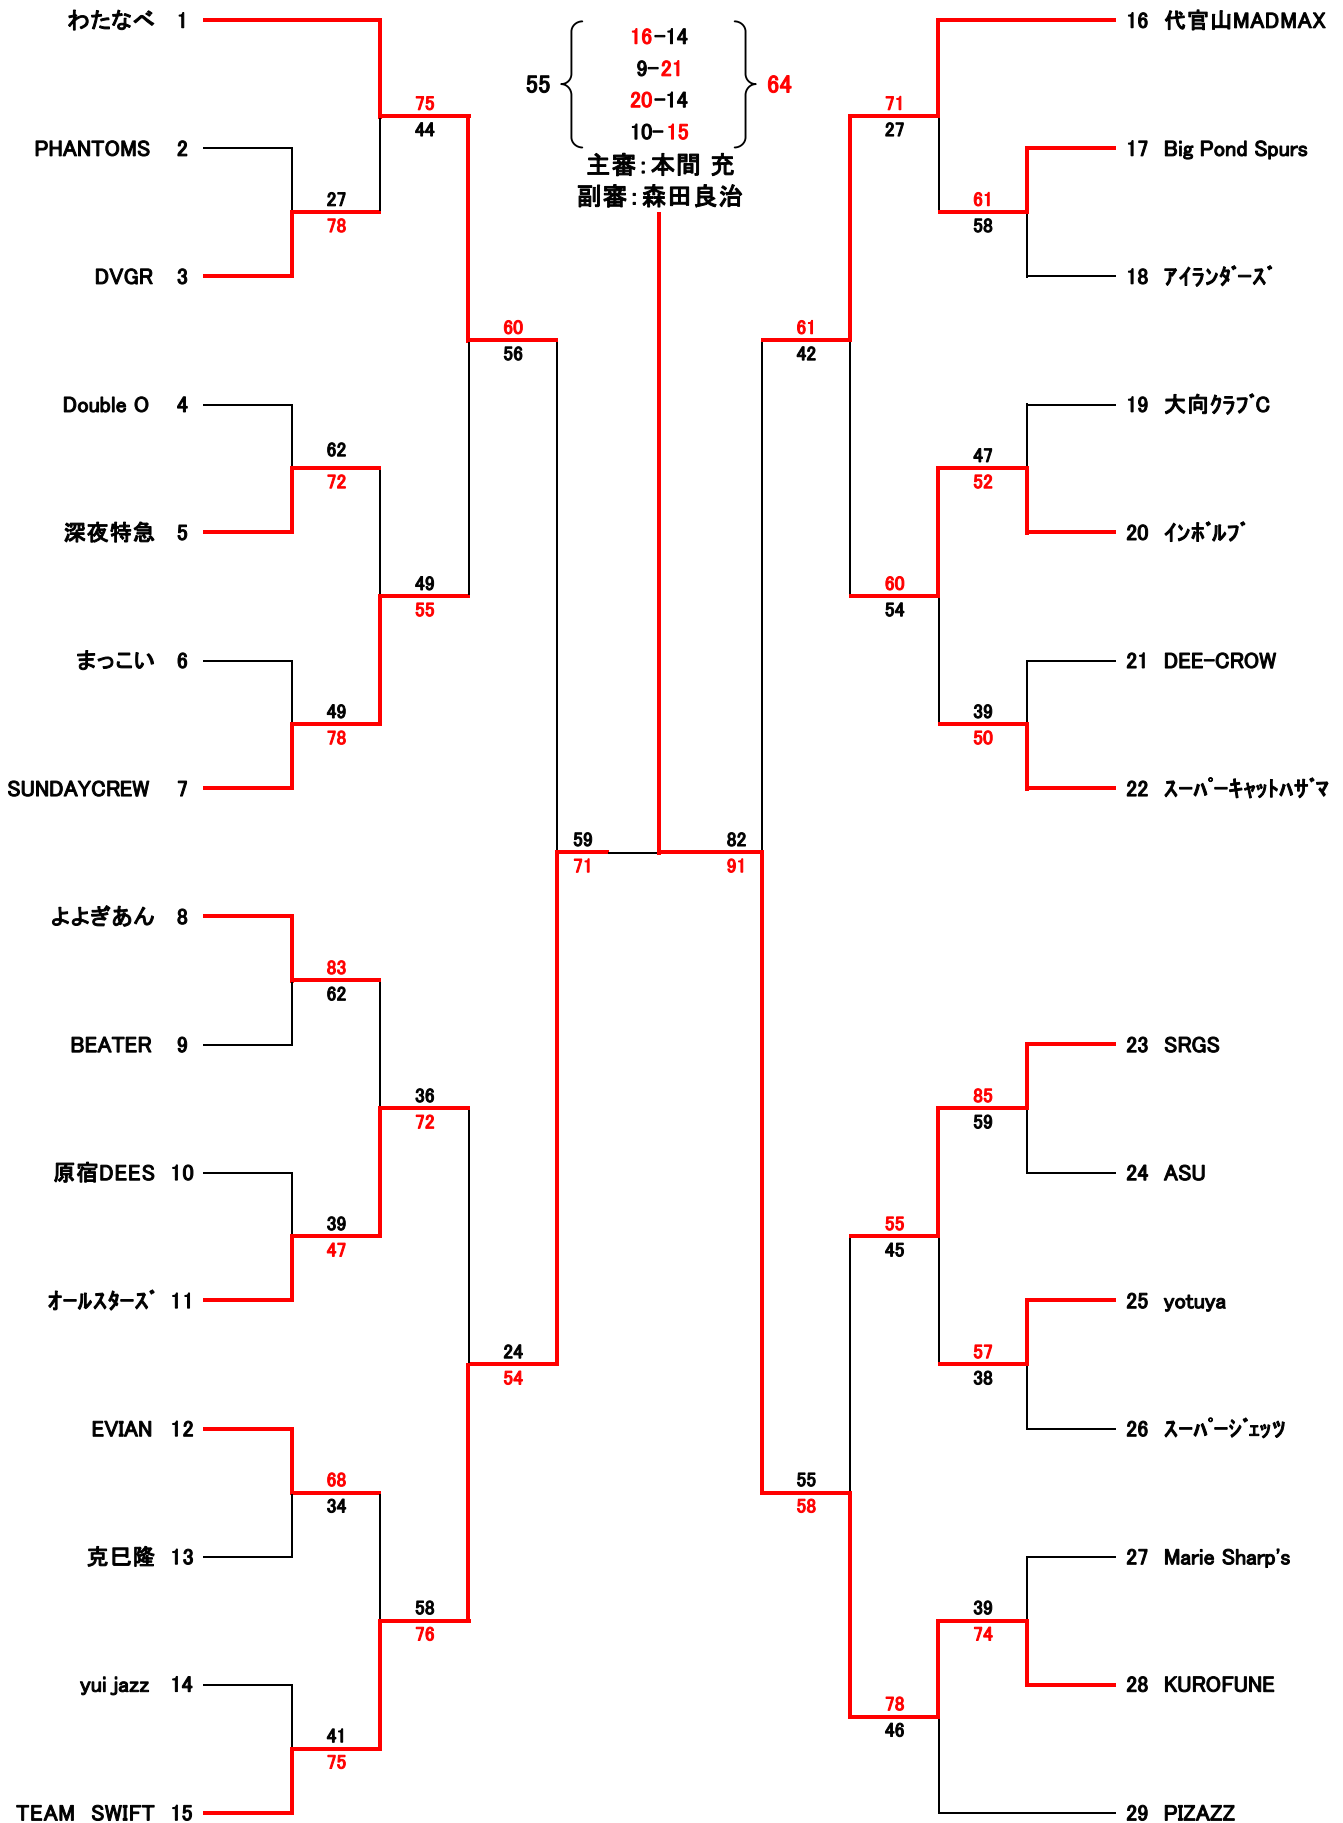 わたなべ 1
PHANTOMS 2
DVGR 3
Double O 4
深夜特急 5
まっこい 6
SUNDAYCREW 7
よよぎあん 8
BEATER 9
原宿DEES 10
ｵｰﾙｽﾀｰｽﾞ 11
EVIAN 12
克巳隆 13
yui jazz 14
TEAM　SWIFT 15
75
44
27
78
62
72
49
78
49
55
60
56
83
62
39
47
36
72
68
34
41
75
58
76
24
54
59
71
16-14
9-21
20-14
10-15
55
64
主審：本間 充
副審：森田良治
82
91
61
42
71
27
61
58
47
52
60
54
39
50
85
59
55
45
57
38
55
58
39
74
78
46
16 代官山MADMAX
17 Big Pond Spurs
18 ｱｲﾗﾝﾀﾞｰｽﾞ
19 大向ｸﾗﾌﾞC
20 ｲﾝﾎﾞﾙﾌﾞ
21 DEE-CROW
22 ｽｰﾊﾟｰｷｬｯﾄﾊｻﾞﾏ
23 SRGS
24 ASU
25 yotuya
26 ｽｰﾊﾟｰｼﾞｪｯﾂ
27 Marie Sharp's
28 KUROFUNE
29 PIZAZZ